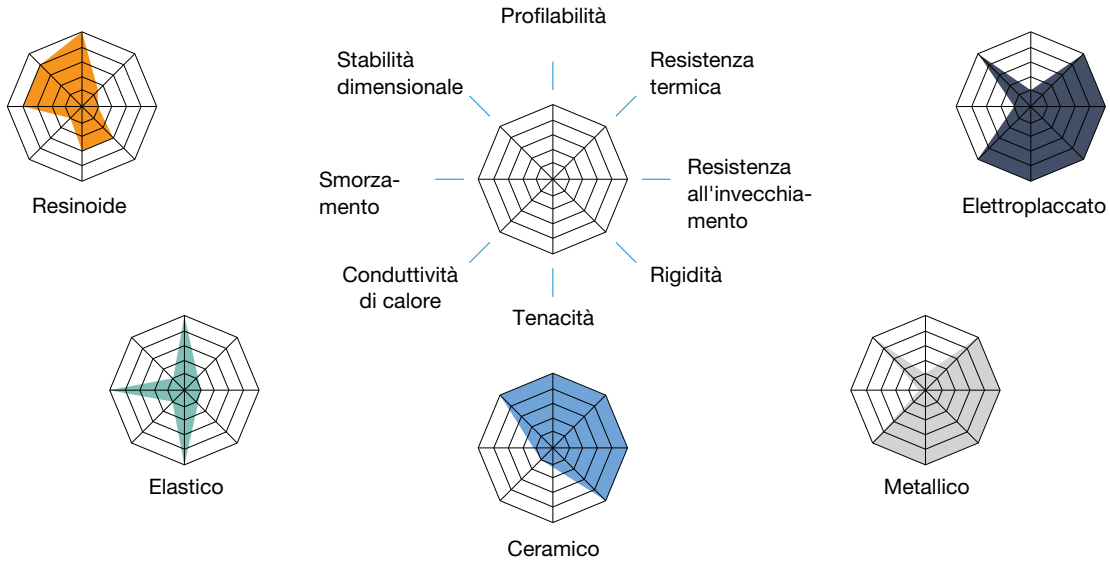 Profilabilità
Stabilità
dimensionale
Resistenza
termica
Smorza-
mento
Resistenza
all'invecchia-
mento
Conduttività
di calore
Rigidità
Tenacità
Resinoide
Elettroplaccato
Elastico
Ceramico
Metallico